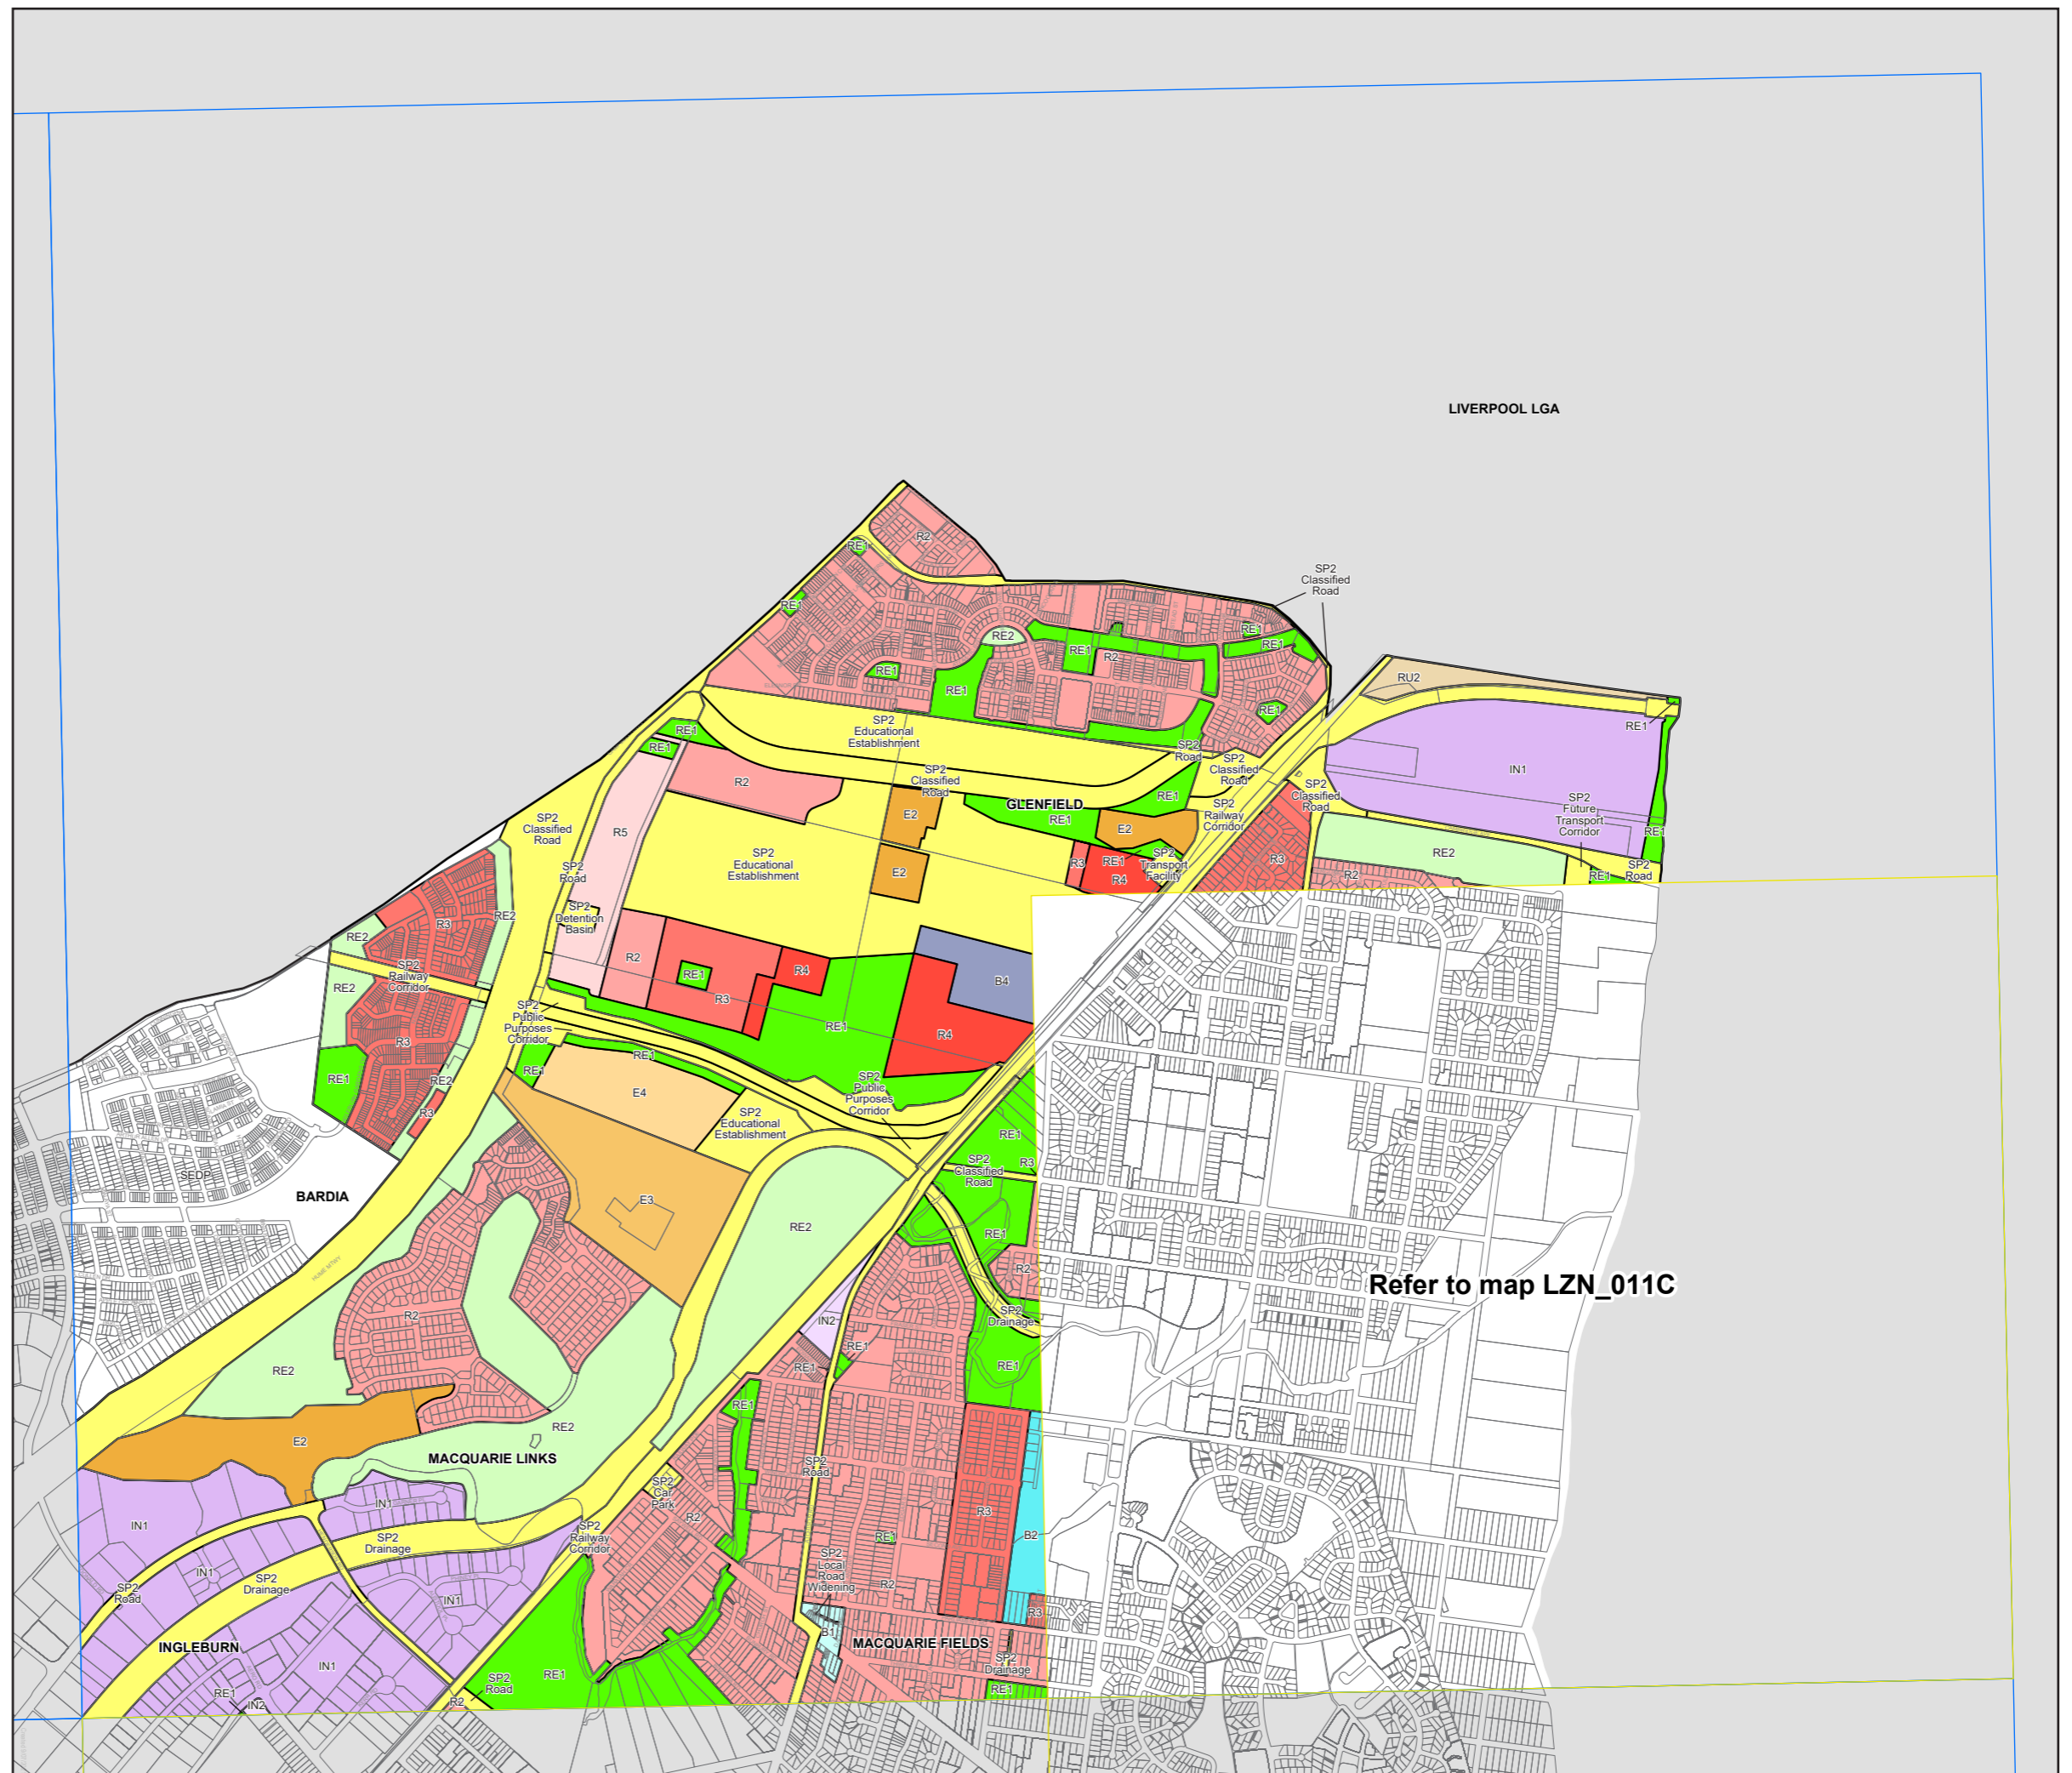 LIVERPOOL LGA
R2
RE1
SP2
Classified
Road
RE1
RE1
RE2
RE1
RE1
R2
RE1
RE1
RE1
RU2
SP2
Educational
Establishment
RE1
RE1
RE1
SP2
Road
SP2
Classified
Road
IN1
R2
SP2
Classified
Road
GLENFIELD
RE1
RE1
SP2
Classified
Road
SP2
Future
Transport
Corridor
SP2
Railway
Corridor
E2
E2
SP2
Classified
Road
R5
RE1
RE2
SP2
Educational
Establishment
R3
RE1
R4
SP2
Transport
Facility
R3
R2
RE1
SP2
Road
SP2
Road
E2
SP2
Detention
Basin
RE2
R3
RE2
SP2
Railway
Corridor
RE2
R2
RE1
R3
R4
B4
SP2
Public
Purposes
Corridor
RE1
R4
R3
RE1
RE1
RE1
RE2
E4
R3
SP2
Public
Purposes
Corridor
SP2
Educational
Establishment
RE1
R3
SP2
Classified
Road
SEDP
BARDIA
E3
RE2
RE1
R2
HUME MTWY
Refer to map LZN_011C
SP2
Drainage
R2
IN2
RE1
RE1
RE1
RE2
RE1
RE2
E2
MACQUARIE LINKS
SP2
Road
SP2
Car
Park
R2
R3
B2
IN1
IN1
SP2
Drainage
SP2
Railway
Corridor
RE1
SP2
Local
Road
Widening
R2
IN1
SP2
Drainage
SP2
Road
IN1
R3
B1
INGLEBURN
MACQUARIE FIELDS
IN1
RE1
SP2
Road
SP2
Drainage
RE1
RE1
IN2
R2